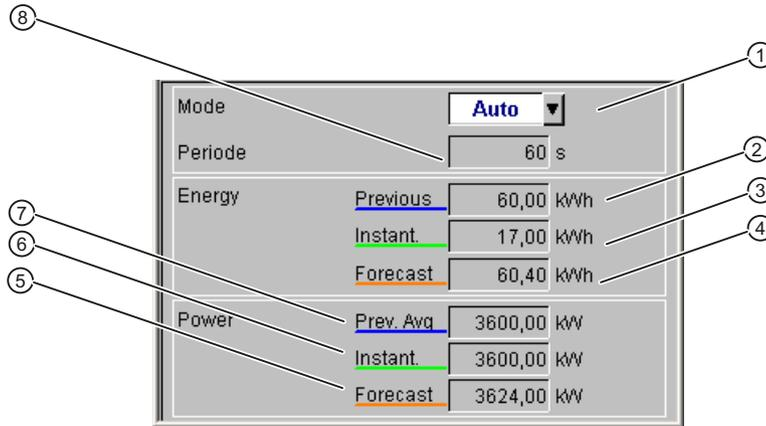 8
1
Mode Auto
Periode 60 s
2
Energy Previous 60,00 kWh
3
Instant. 17,00 kWh
4
Forecast 60,40 kWh
7
Power Prev. Avg 3600,00 kW
6
Instant. 3600,00 kW
5
Forecast 3624,00 kW